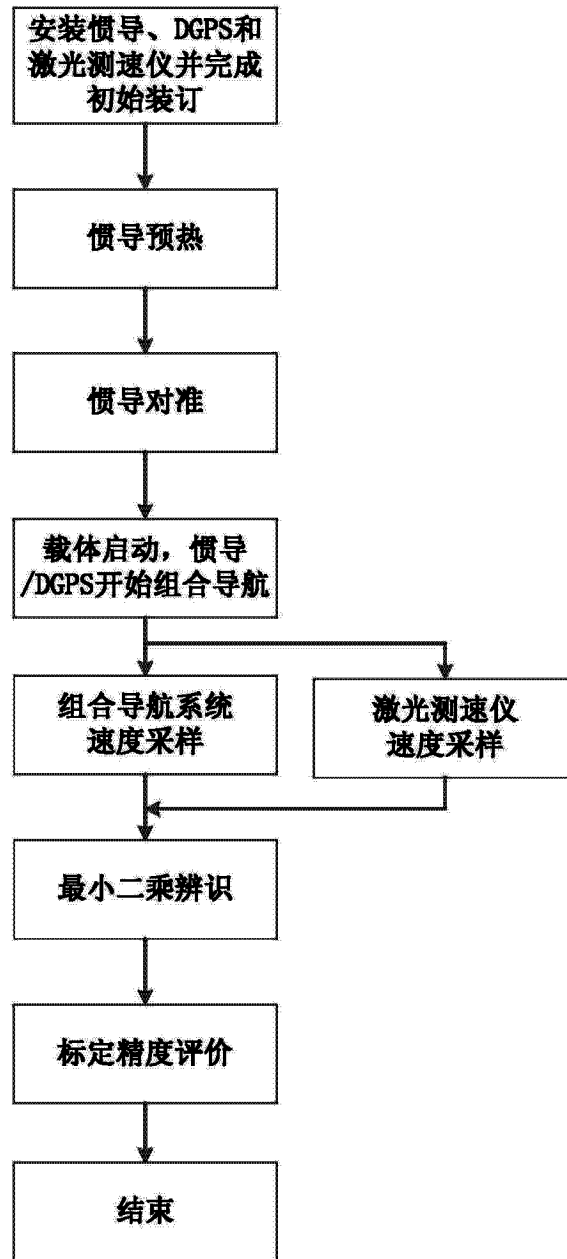 安装惯导、DGPS和
激光测速仪并完成
初始装订
惯导预热
惯导对准
载体启动，惯导
/DGPS开始组合导航
组合导航系统
速度采样
激光测速仪
速度采样
最小二乘辨识
标定精度评价
结束